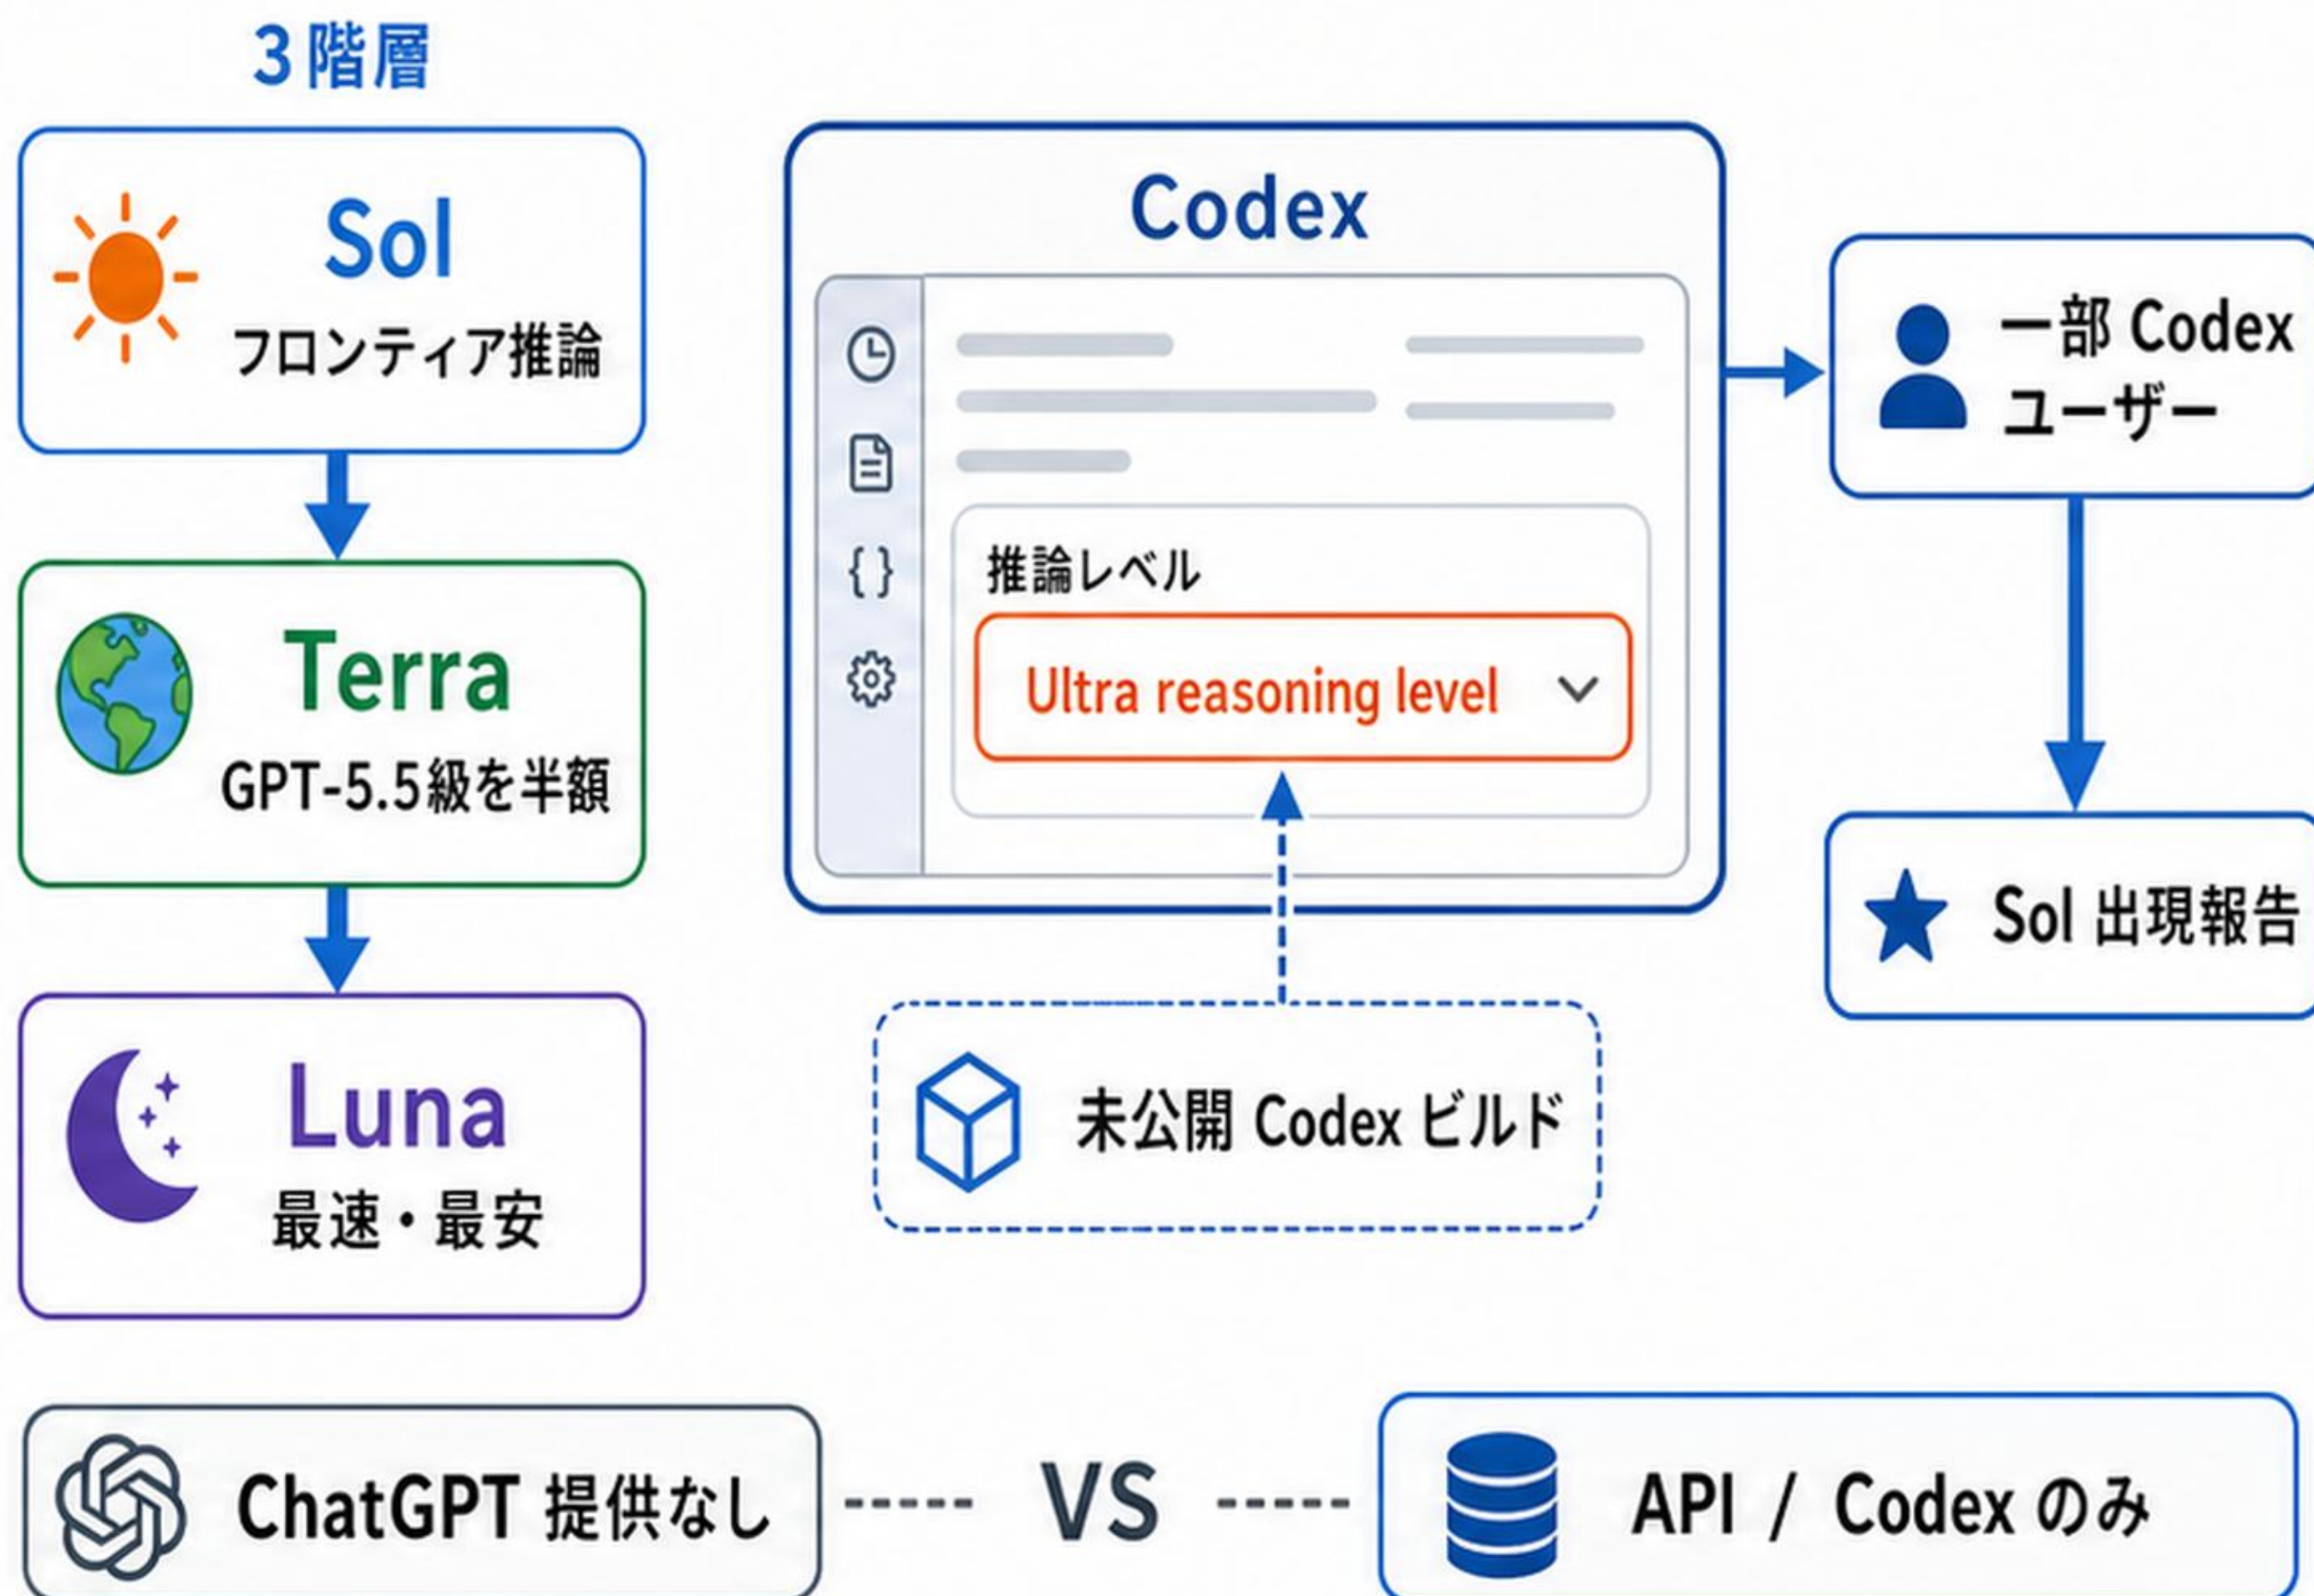 3階層
Sol
フロンティア推論
Terra
GPT-5.5級を半額
Luna
最速・最安
Codex
推論レベル
Ultra reasoning level
未公開 Codex ビルド
一部 Codex
ユーザー
Sol 出現報告
ChatGPT 提供なし
VS
API / Codex のみ